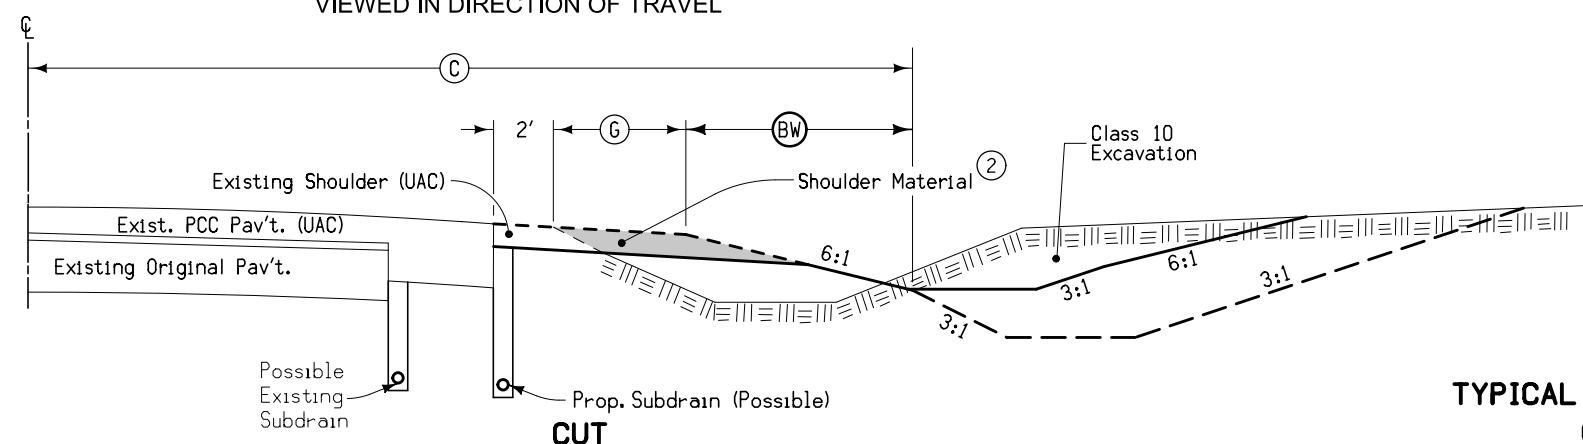 VIEWED IN DIRECTION OF TRAVEL
℄
C
2'
G
BW
Class 10
Excavation
Existing Shoulder (UAC)
Shoulder Material 2
Exist. PCC Pav't. (UAC)
Existing Original Pav't.
6:1
6:1
3:1
3:1
3:1
Possible
Existing
Subdrain
Prop. Subdrain (Possible)
TYPICAL
CUT